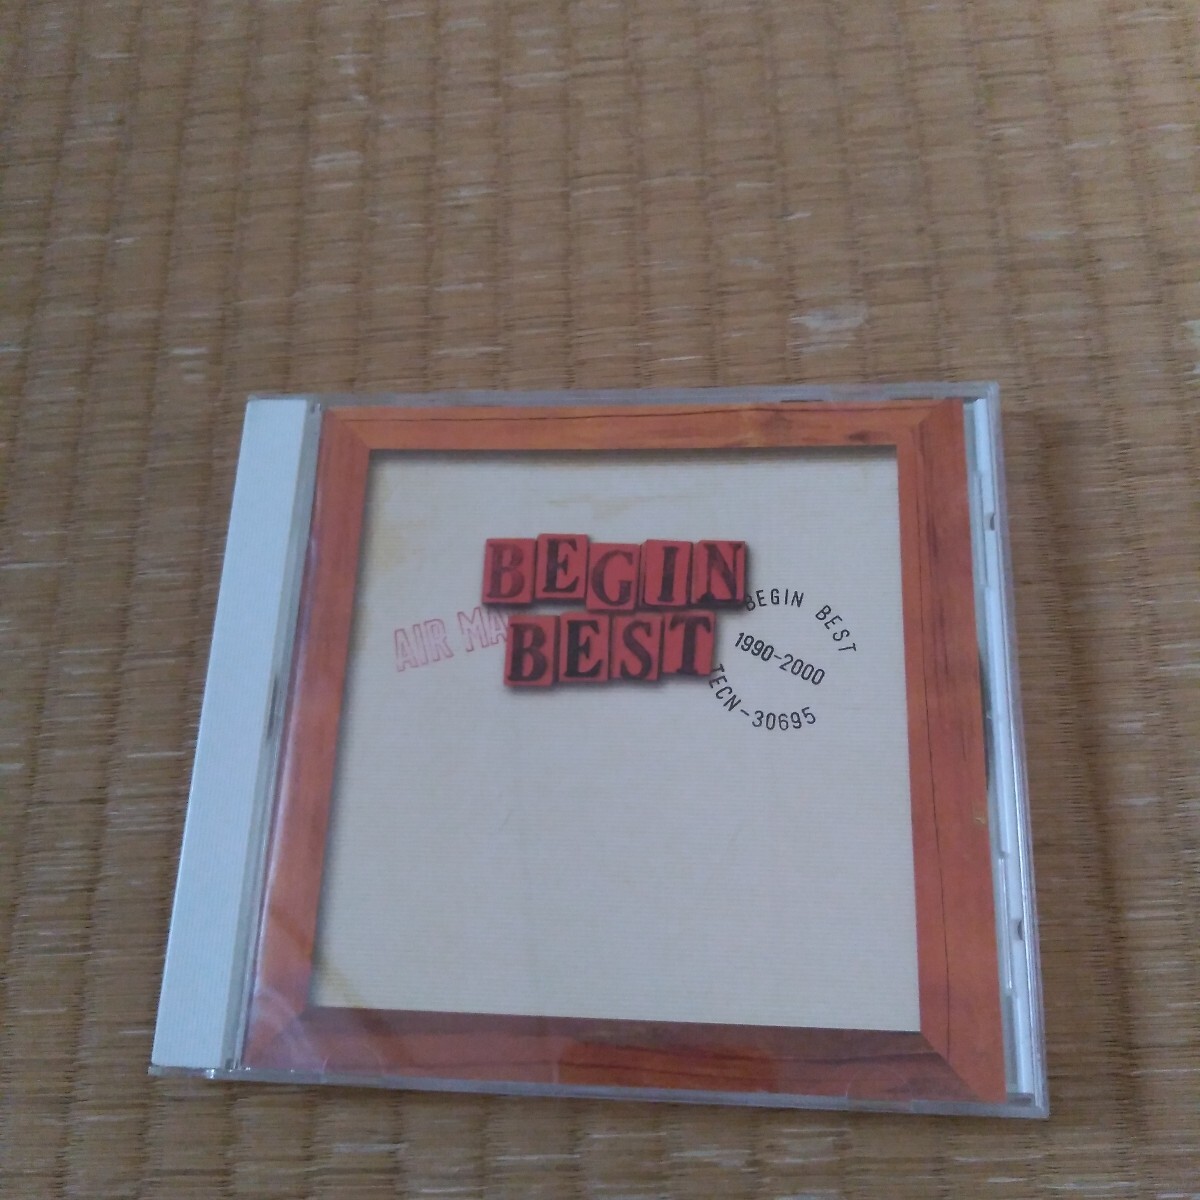 BEGIN
BEST
AIR MA
BEGIN BEST
1990-2000
TECN-30695